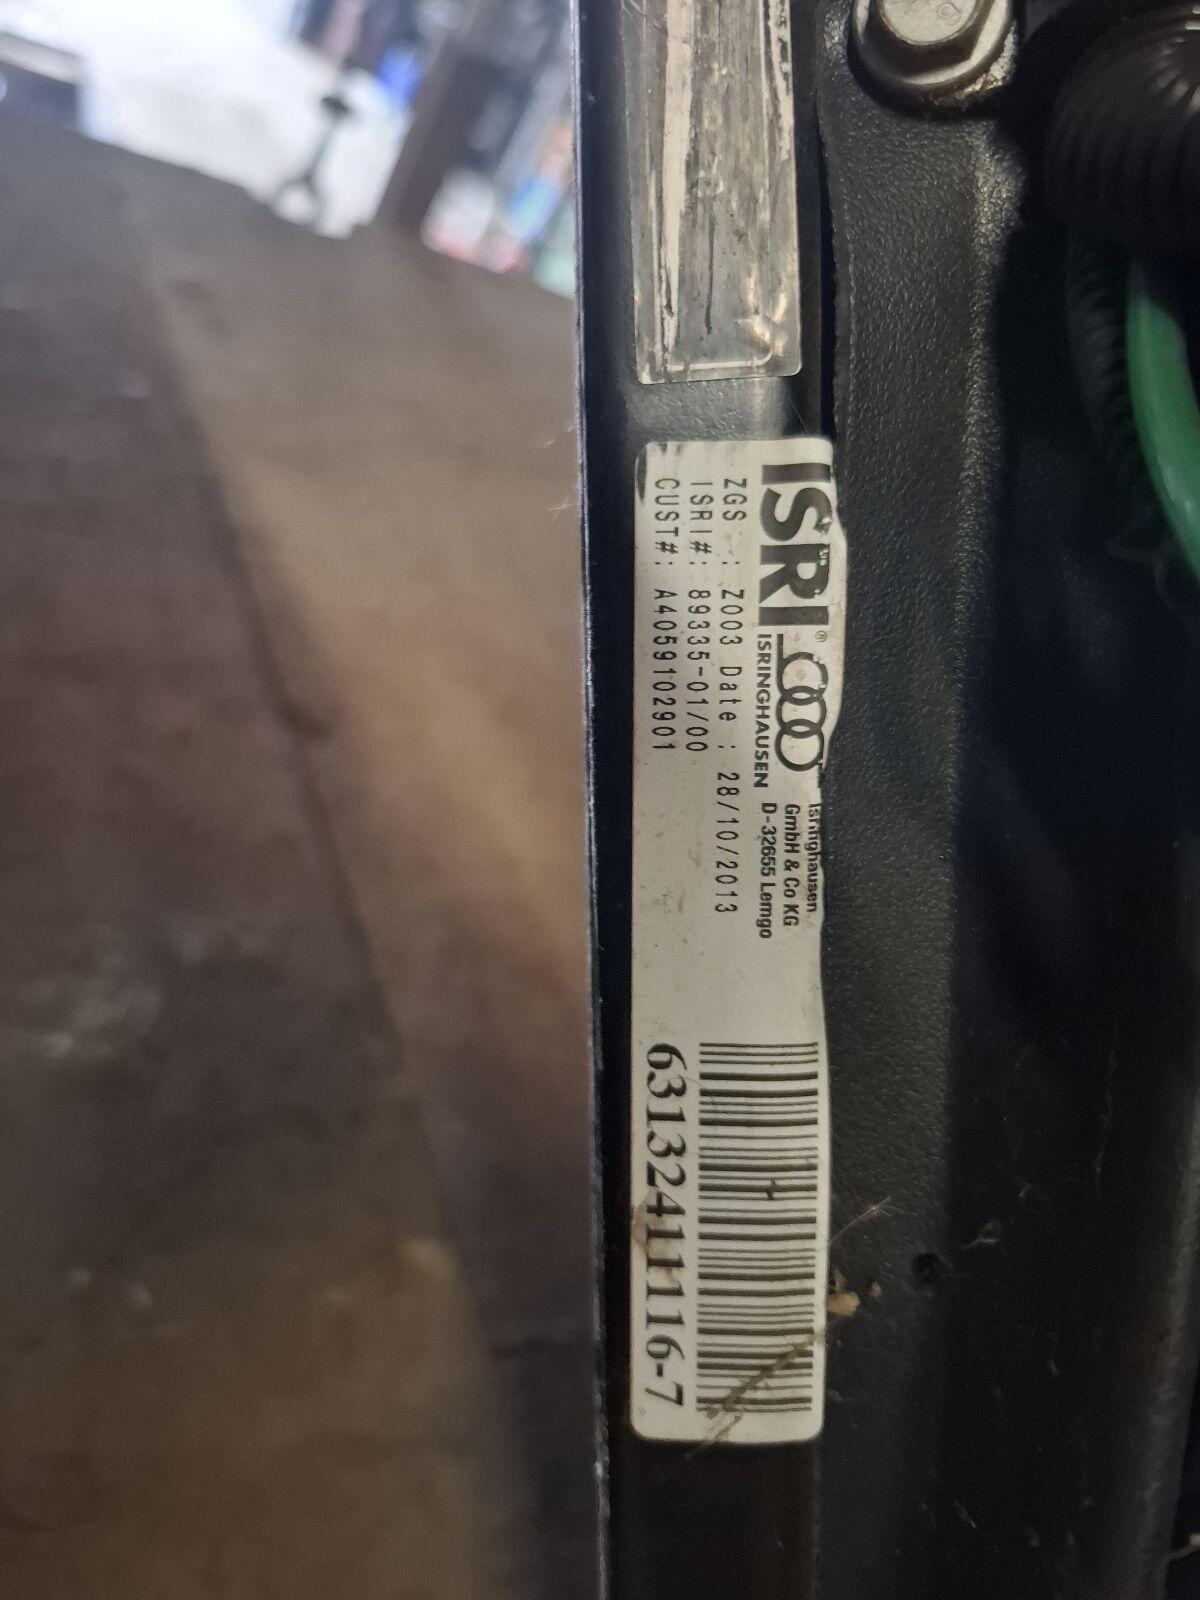 ISRI®
ISRINGHAUSEN
Isringhausen
GmbH & Co KG
D-32655 Lemgo
ZGS : Z003 Date : 28/10/2013
ISRI#: 89335-01/00
CUST#: A4059102901
6313241116-7